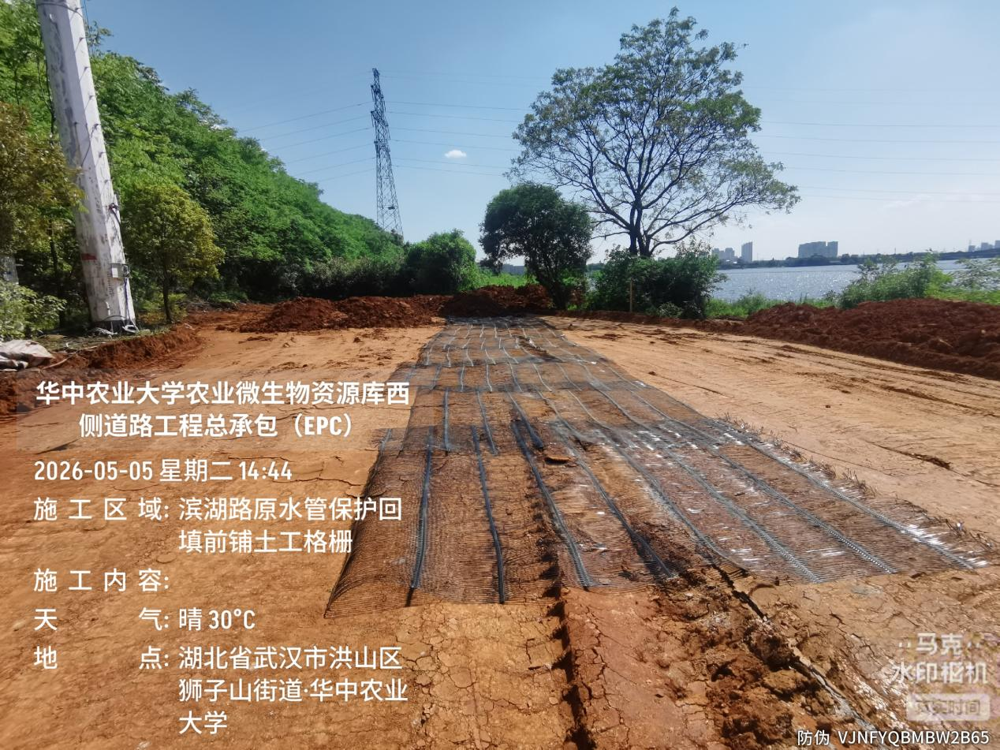 华中农业大学农业微生物资源库西
侧道路工程总承包（EPC）
2026-05-05 星期二 14:44
施工区域: 滨湖路原水管保护回
填前铺土工格栅
施工内容:
天气: 晴 30°C
地点: 湖北省武汉市洪山区
狮子山街道·华中农业
大学
马克
水印相机
真实时间
防伪 VJNFYQBMBW2B65